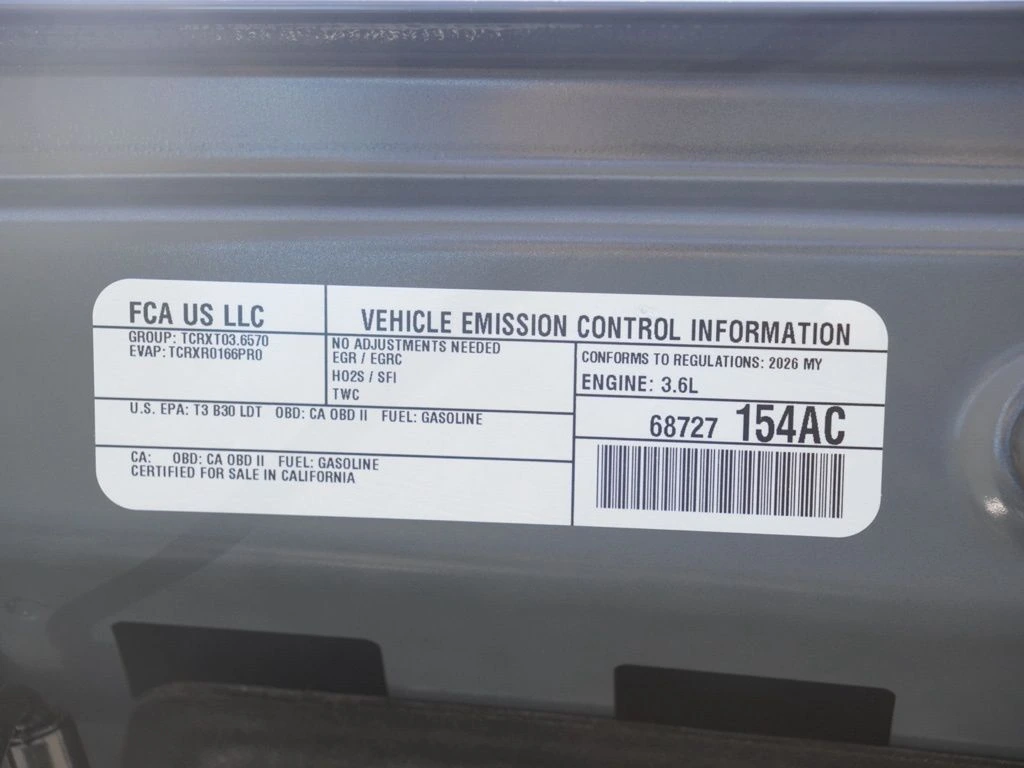 FCA US LLC
VEHICLE EMISSION CONTROL INFORMATION
GROUP: TCRXT03.6570
EVAP: TCRXR0166PR0
NO ADJUSTMENTS NEEDED
EGR / EGRC
HO2S / SFI
TWC
CONFORMS TO REGULATIONS: 2026 MY
ENGINE: 3.6L
U.S. EPA: T3 B30 LDT OBD: CA OBD II FUEL: GASOLINE
68727 154AC
CA: OBD: CA OBD II FUEL: GASOLINE
CERTIFIED FOR SALE IN CALIFORNIA